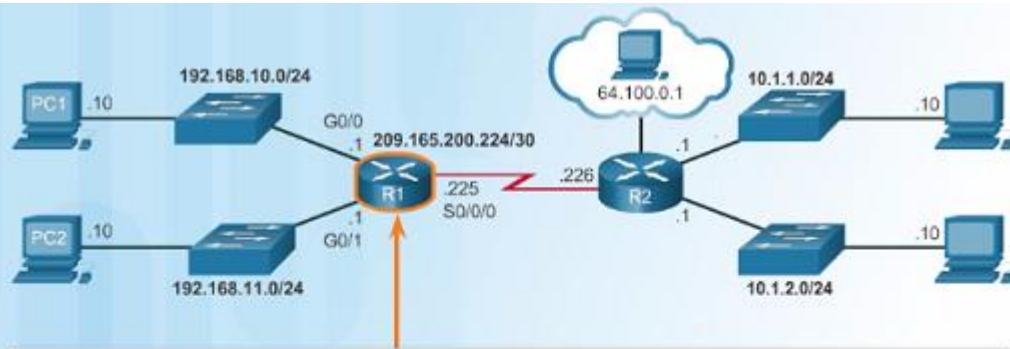 192.168.10.0/24
PC1
.10
G0/0
.1
209.165.200.224/30
R1
.225
S0/0/0
.226
R2
64.100.0.1
10.1.1.0/24
.10
.1
PC2
.10
.1
G0/1
192.168.11.0/24
.1
.10
10.1.2.0/24